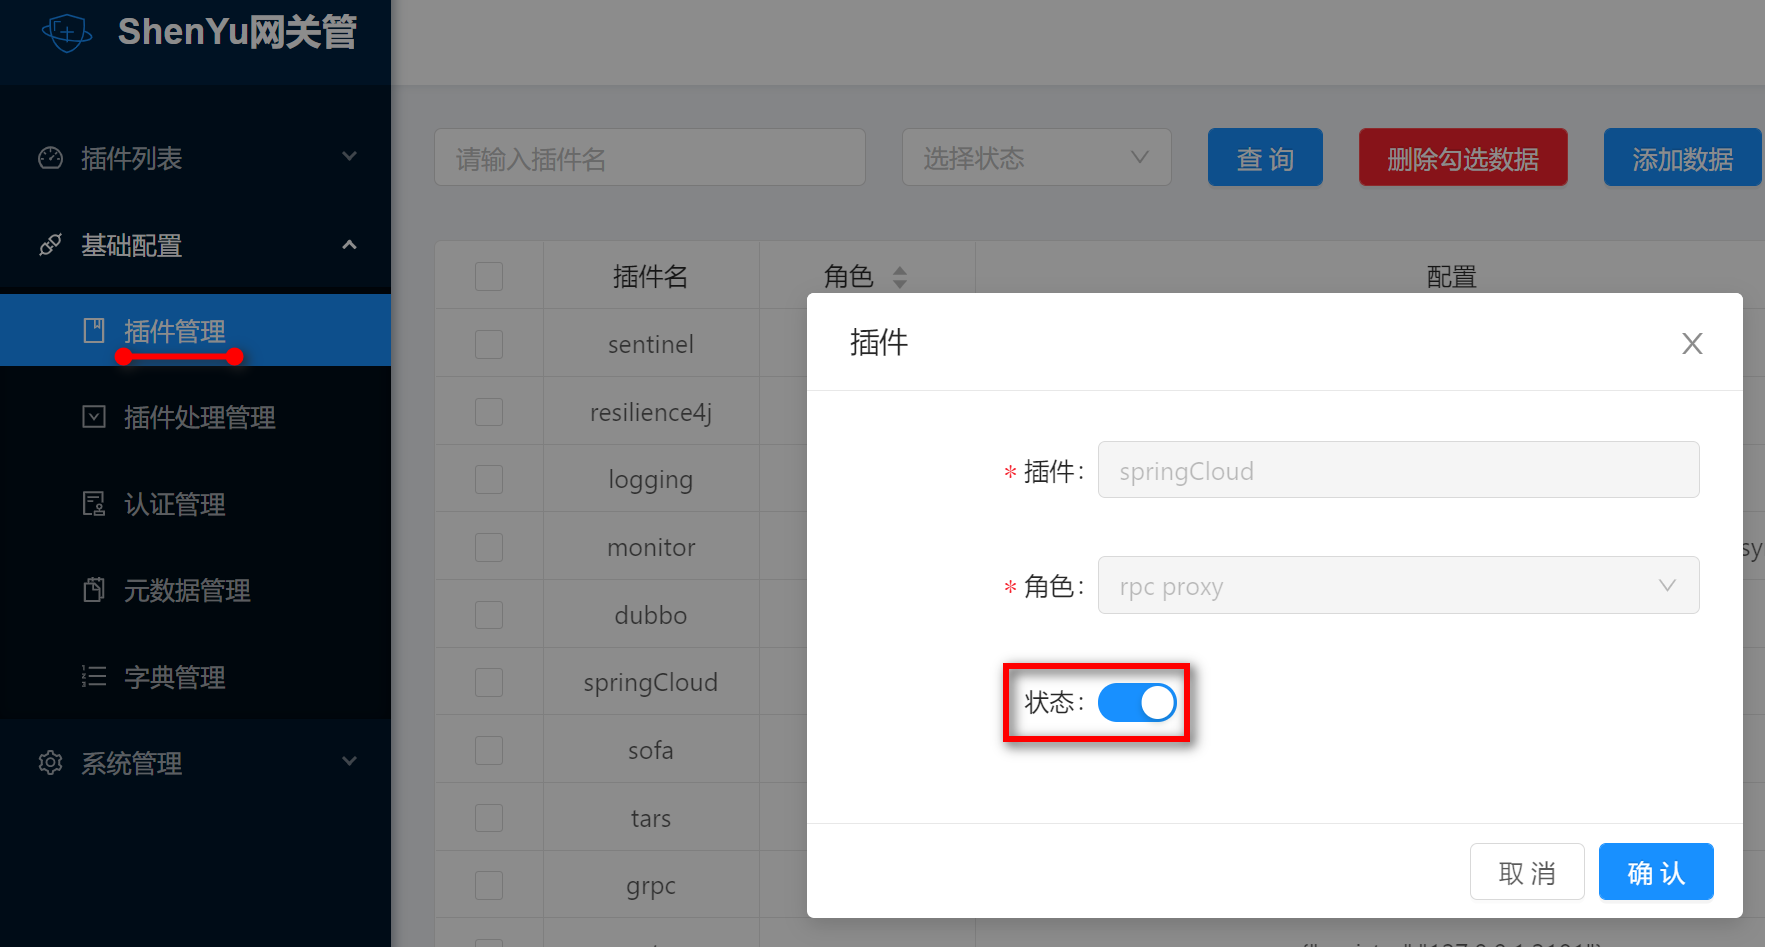 ShenYu网关管
插件列表
基础配置
插件管理
插件处理管理
认证管理
元数据管理
字典管理
系统管理
请输入插件名
选择状态
查 询
删除勾选数据
添加数据
插件名 角色 配置
sentinel
resilience4j
logging
monitor
dubbo
springCloud
sofa
tars
grpc
sy
插件
* 插件: springCloud
* 角色: rpc proxy
状态:
取 消
确 认